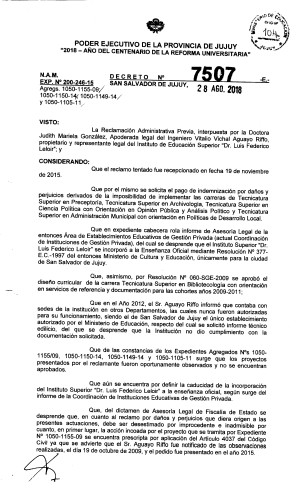 PODER EJECUTIVO DE LA PROVINCIA DE JUJUY
"2018 – AÑO DEL CENTENARIO DE LA REFORMA UNIVERSITARIA"
104
N.A.M.
EXP. Nº 200-246-15
Agregs. 1050-1155-09;
1050-1150-14; 1050-1149-14;
y 1050-1105-11
DECRETO Nº 7507 -E.-
SAN SALVADOR DE JUJUY, 28 AGO. 2018
VISTO:
La Reclamación Administrativa Previa, interpuesta por la Doctora
Judith Mariela González, Apoderada legal del Ingeniero Vitalio Vichal Aguayo Riffo,
propietario y representante legal del Instituto de Educación Superior "Dr. Luis Federico
Leloir"; y
CONSIDERANDO:
Que el reclamo tentado fue recepcionado en fecha 19 de noviembre
de 2015.
Que por el mismo se solicita el pago de indemnización por daños y
perjuicios derivados de la imposibilidad de implementar las carreras de Tecnicatura
Superior en Preceptoría, Tecnicatura Superior en Archivología, Tecnicatura Superior en
Ciencia Política con Orientación en Opinión Pública y Análisis Político y Tecnicatura
Superior en Administración Municipal con orientación en Políticas de Desarrollo Local.
Que en expediente cabecera rola informe de Asesoría Legal de la
entonces Área de Establecimientos Educativos de Gestión Privada (actual Coordinación
de Instituciones de Gestión Privada), del cual se desprende que el Instituto Superior "Dr.
Luis Federico Leloir" se incorporó a la Enseñanza Oficial mediante Resolución Nº 377-
E.C.-1997 del entonces Ministerio de Cultura y Educación, únicamente para la ciudad
de San Salvador de Jujuy.
Que, asimismo, por Resolución Nº 060-SGE-2009 se aprobó el
diseño curricular de la carrera Tecnicatura Superior en Bibliotecología con orientación
en servicios de referencia y documentación para las cohortes años 2009-2011;
Que en el Año 2012, el Sr. Aguayo Riffo informó que contaba con
sedes de la institución en otros Departamentos, las cuales nunca fueron autorizadas
para su funcionamiento, siendo el de San Salvador de Jujuy el único establecimiento
autorizado por el Ministerio de Educación, respecto del cual se solicitó informe técnico
edilicio, del que se desprende que la Institución no dio cumplimiento con la
documentación solicitada.
Que de las constancias de los Expedientes Agregados Nºs 1050-
1155/09, 1050-1150-14, 1050-1149-14 y 1050-1105-11 surge que los proyectos
presentados por el reclamante fueron oportunamente observados y no se encuentran
aprobados.
Que aún se encuentra por definir la caducidad de la incorporación
del Instituto Superior "Dr. Luis Federico Leloir" a la enseñanza oficial, según surge del
informe de la Coordinación de Instituciones Educativas de Gestión Privada.
Que, del dictamen de Asesoría Legal de Fiscalía de Estado se
desprende que, en cuanto al reclamo por daños y perjuicios que diera origen a las
presentes actuaciones, debe ser desestimado por improcedente e inadmisible por
cuanto, en primer lugar, la acción incoada por el proyecto que se tramita por Expediente
Nº 1050-1155-09 se encuentra prescripta por aplicación del Artículo 4037 del Código
Civil ya que se advierte que el Sr. Aguayo Riffo fue notificado de las observaciones
realizadas, el día 19 de octubre de 2009, y el pedido fue presentado en el año 2015.